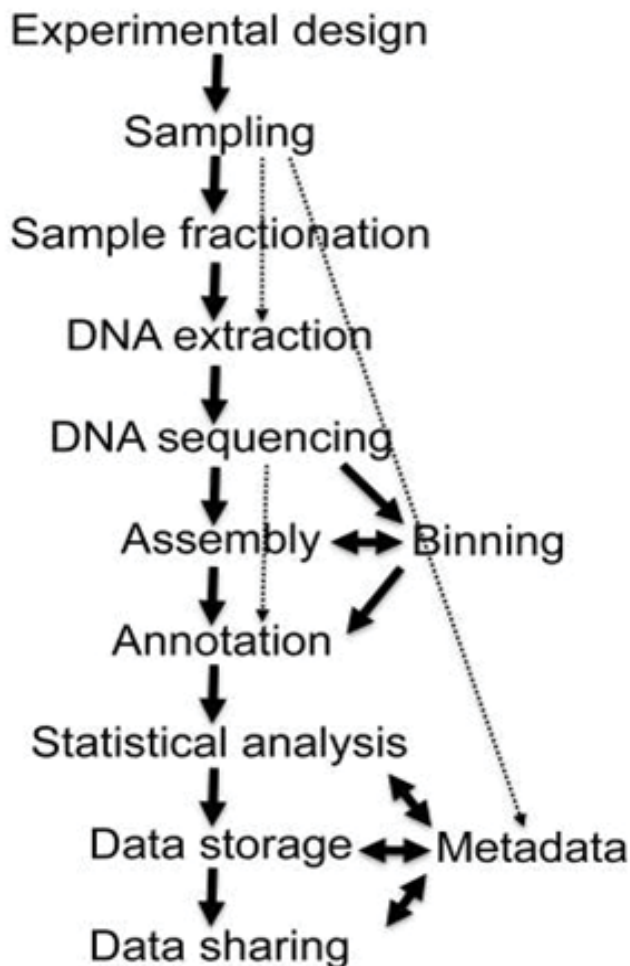 Experimental design
Sampling
Sample fractionation
DNA extraction
DNA sequencing
Assembly
Binning
Annotation
Statistical analysis
Data storage
Metadata
Data sharing